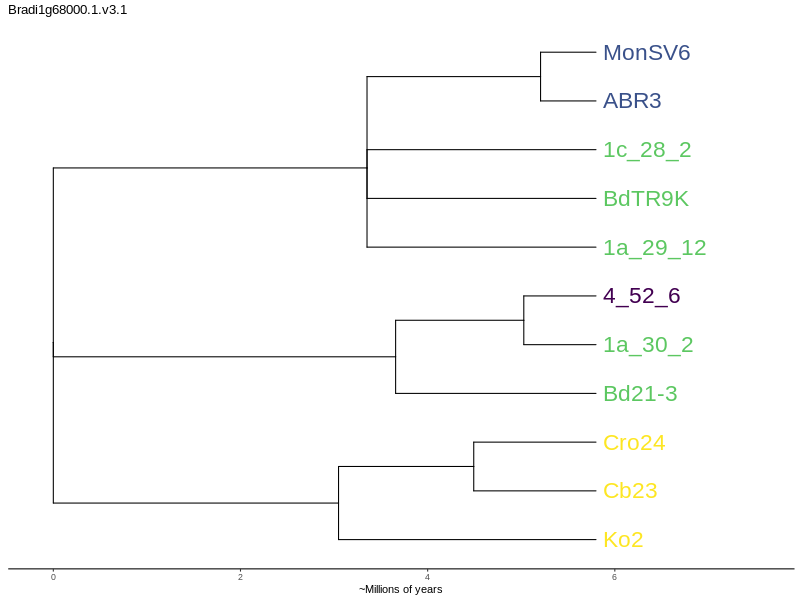 Bradi1g68000.1.v3.1
MonSV6
ABR3
1c_28_2
BdTR9K
1a_29_12
4_52_6
1a_30_2
Bd21-3
Cro24
Cb23
Ko2
0 2 4 6
~Millions of years